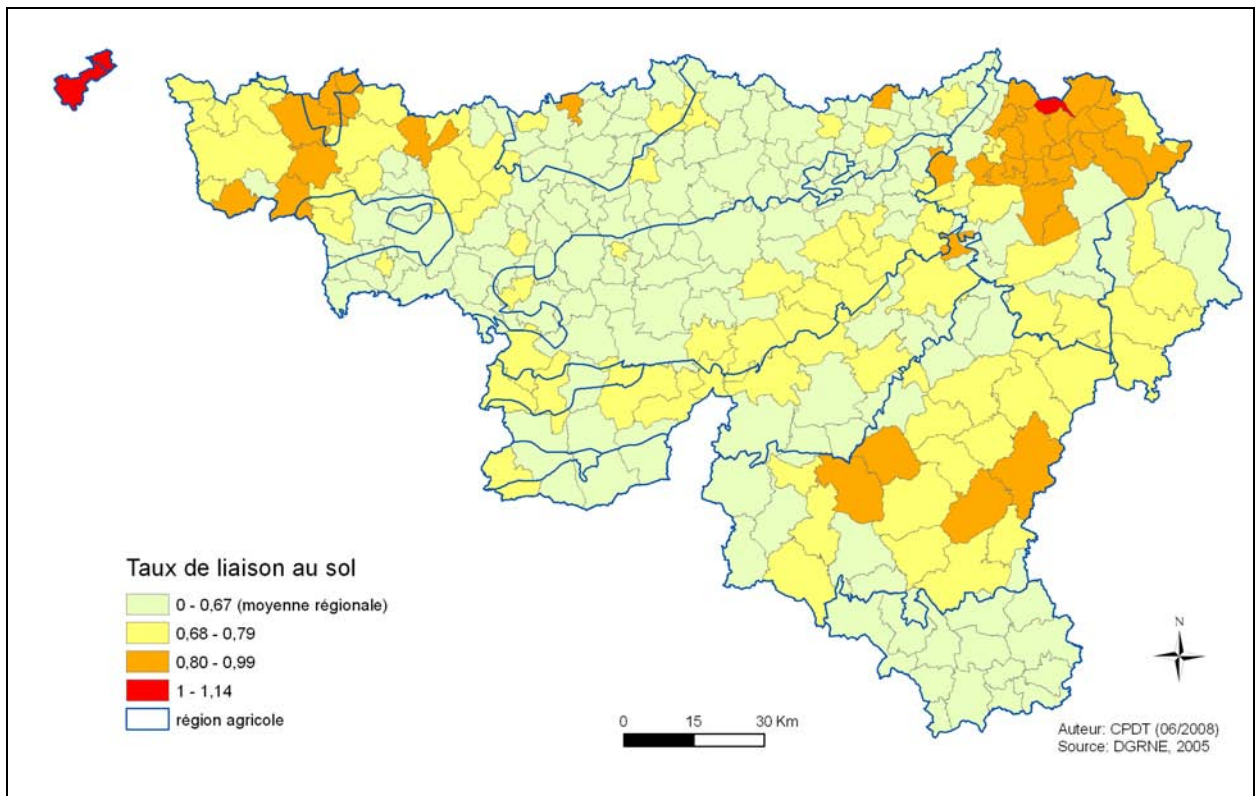 Taux de liaison au sol
0 - 0,67 (moyenne régionale)
0,68 - 0,79
0,80 - 0,99
1 - 1,14
région agricole
0 15 30 Km
N
Auteur: CPDT (06/2008)
Source: DGRNE, 2005